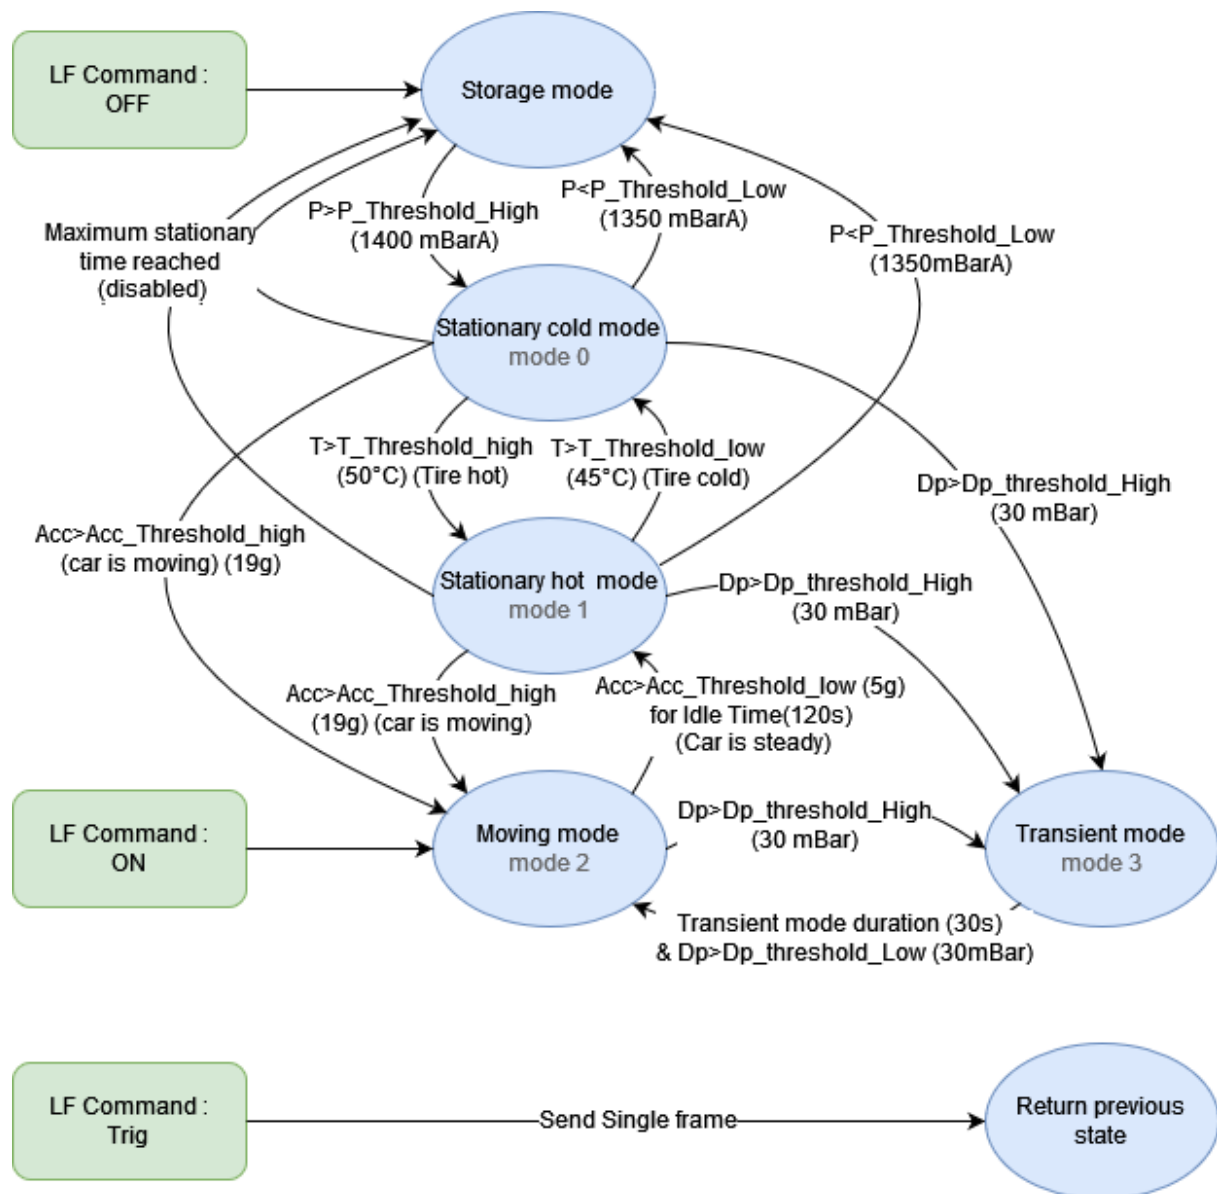 LF Command :
OFF
Storage mode
P>P_Threshold_High
(1400 mBarA)
P<P_Threshold_Low
(1350 mBarA)
P<P_Threshold_Low
(1350mBarA)
Maximum stationary
time reached
(disabled)
Stationary cold mode
mode 0
T>T_Threshold_high
(50°C) (Tire hot)
T>T_Threshold_low
(45°C) (Tire cold)
Dp>Dp_threshold_High
(30 mBar)
Acc>Acc_Threshold_high
(car is moving) (19g)
Stationary hot mode
mode 1
Dp>Dp_threshold_High
(30 mBar)
Acc>Acc_Threshold_high
(19g) (car is moving)
Acc>Acc_Threshold_low (5g)
for Idle Time(120s)
(Car is steady)
LF Command :
ON
Moving mode
mode 2
Dp>Dp_threshold_High
(30 mBar)
Transient mode
mode 3
Transient mode duration (30s)
& Dp>Dp_threshold_Low (30mBar)
LF Command :
Trig
Send Single frame
Return previous
state